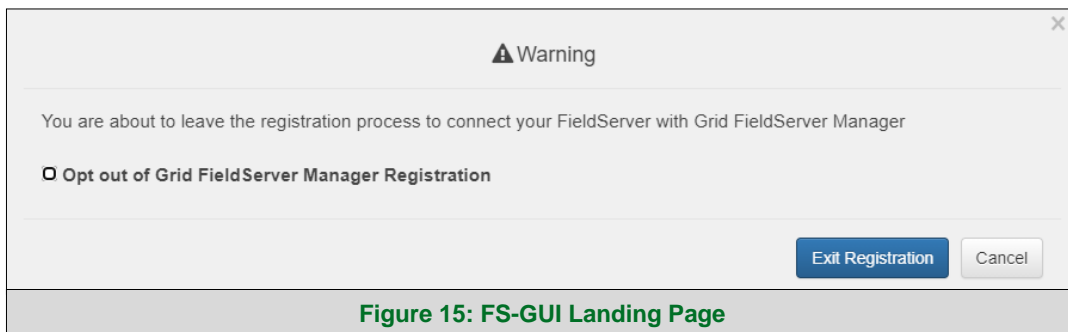 Warning
You are about to leave the registration process to connect your FieldServer with Grid FieldServer Manager
Opt out of Grid FieldServer Manager Registration
Exit Registration Cancel
Figure 15: FS-GUI Landing Page